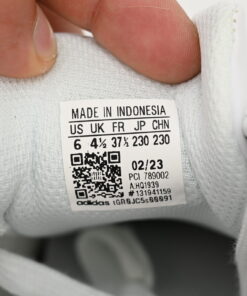 MADE IN INDONESIA
US UK FR JP CHN
6 4½ 37⅓ 230 230
02/23
PCI 789002
A.HQ1939
# 131941159
adidas